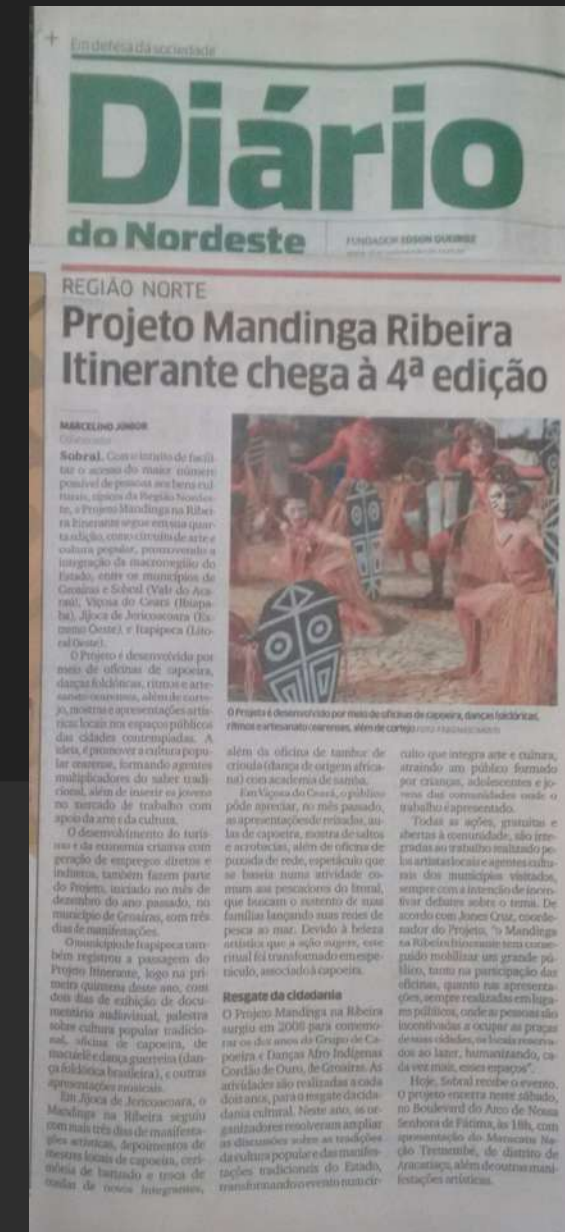 Em defesa da sociedade
Diário
do Nordeste
FUNDADOR EDSON QUEIROZ
REGIÃO NORTE
Projeto Mandinga Ribeira
Itinerante chega à 4ª edição
MARCELINO JÚNIOR
Sobral. Com o intuito de facili-
tar o acesso do maior número
possível de pessoas aos bens cul-
turais, típicos da Região Nordes-
te, o Projeto Mandinga na Ribei-
ra Itinerante segue em sua quar-
ta edição, como circuito de arte e
cultura popular, promovendo a
integração da macrorregião do
Estado, entre os municípios de
Groaíras e Sobral (Vale do Aca-
raú), Viçosa do Ceará (Ibiapa-
ba), Jijoca de Jericoacoara (Ex-
tremo Oeste), e Itapipoca (Lito-
ral Oeste).
O Projeto é desenvolvido por
meio de oficinas de capoeira,
danças folclóricas, ritmos e arte-
sanato cearenses, além de corte-
jo, mostras e apresentações artís-
ticas locais nos espaços públicos
das cidades contempladas. A
ideia, é promover a cultura popu-
lar cearense, formando agentes
multiplicadores do saber tradi-
cional, além de inserir os jovens
no mercado de trabalho com
apoio da arte e da cultura.
O desenvolvimento do turis-
mo e da economia criativa com
geração de empregos diretos e
indiretos, também fazem parte
do Projeto, iniciado no mês de
dezembro do ano passado, no
município de Groaíras, com três
dias de manifestações.
O município de Itapipoca tam-
bém registrou a passagem do
Projeto Itinerante, logo na pri-
meira quinzena deste ano, com
dois dias de exibição de docu-
mentário audiovisual, palestra
sobre cultura popular tradicio-
nal, oficina de capoeira, de
maculelê e dança guerreira (dan-
ça folclórica brasileira), e outras
apresentações musicais.
Em Jijoca de Jericoacoara, o
Mandinga na Ribeira seguiu
com mais três dias de manifesta-
ções artísticas, depoimentos de
mestres locais de capoeira, ceri-
mônia de batizado e troca de
cordas de novos integrantes,
O Projeto é desenvolvido por meio de oficinas de capoeira, danças folclóricas,
ritmos e artesanato cearenses, além de cortejo
além da oficina de tambor de
crioula (dança de origem africa-
na) com academia de samba.
Em Viçosa do Ceará, o público
pôde apreciar, no mês passado,
as apresentações de reisados, au-
las de capoeira, mostra de saltos
e acrobacias, além de oficina de
puxada de rede, espetáculo que
se baseia numa atividade co-
mum aos pescadores do litoral,
que buscam o sustento de suas
famílias lançando suas redes de
pesca ao mar. Devido à beleza
artística que a ação sugere, este
ritual foi transformado em espe-
táculo, associado à capoeira.
Resgate da cidadania
O Projeto Mandinga na Ribeira
surgiu em 2008 para comemo-
rar os dez anos do Grupo de Ca-
poeira e Danças Afro Indígenas
Cordão de Ouro, de Groaíras. As
atividades são realizadas a cada
dois anos, para o resgate da cida-
dania cultural. Neste ano, os or-
ganizadores resolveram ampliar
as discussões sobre as tradições
da cultura popular e das manifes-
tações tradicionais do Estado,
transformando o evento num cir-
cuito que integra arte e cultura,
atraindo um público formado
por crianças, adolescentes e jo-
vens das comunidades onde o
trabalho é apresentado.
Todas as ações, gratuitas e
abertas à comunidade, são inte-
gradas ao trabalho realizado pe-
los artistas locais e agentes cultu-
rais dos municípios visitados,
sempre com a intenção de incen-
tivar debates sobre o tema. De
acordo com Jones Cruz, coorde-
nador do Projeto, "o Mandinga
na Ribeira Itinerante tem conse-
guido mobilizar um grande pú-
blico, tanto na participação das
oficinas, quanto nas apresenta-
ções, sempre realizadas em luga-
res públicos, onde as pessoas são
incentivadas a ocupar as praças
de suas cidades, os locais reserva-
dos ao lazer, humanizando, ca-
da vez mais, esses espaços".
Hoje, Sobral recebe o evento.
O projeto encerra neste sábado,
no Boulevard do Arco de Nossa
Senhora de Fátima, às 18h, com
apresentação do Maracatu Na-
ção Tremembé, do distrito de
Aracatiaçu, além de outras mani-
festações artísticas.